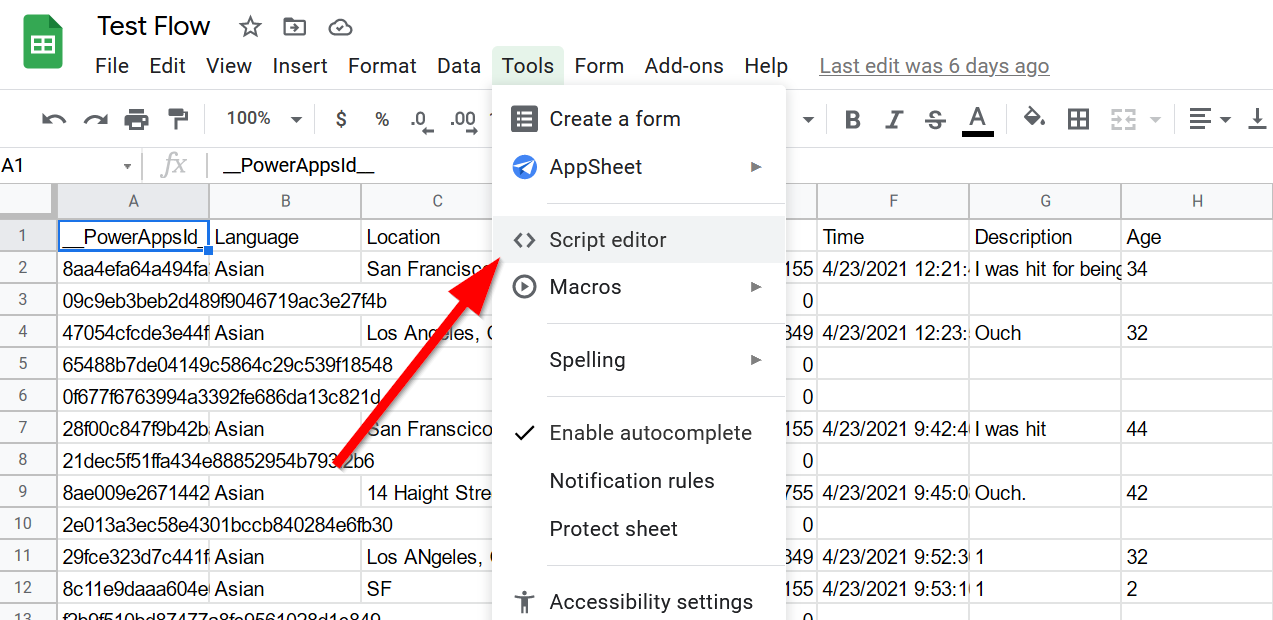 Test Flow
File Edit View Insert Format Data Tools Form Add-ons Help Last edit was 6 days ago
100% $ % .0 .00 B I S A
Create a form
AppSheet
A1 fx __PowerAppsId__
A B C F G H
1 __PowerAppsId_ Language Location Time Description Age
Script editor
2 8aa4efa64a494fa Asian San Francisco 155 4/23/2021 12:21: I was hit for being 34
Macros
3 09c9eb3beb2d489f9046719ac3e27f4b 0
4 47054cfcde3e44f Asian Los Angeles, 849 4/23/2021 12:23: Ouch 32
Spelling
5 65488b7de04149c5864c29c539f18548 0
6 0f677f6763994a3392fe686da13c821d 0
7 28f00c847f9b42b Asian San Franscico 155 4/23/2021 9:42:4 I was hit 44
Enable autocomplete
8 21dec5f51ffa434e88852954b793 2b6 0
Notification rules
9 8ae009e2671442 Asian 14 Haight Stre 755 4/23/2021 9:45:0 Ouch. 42
10 2e013a3ec58e4301bccb840284e6fb30 0
Protect sheet
11 29fce323d7c441f Asian Los ANgeles, 849 4/23/2021 9:52:3 1 32
12 8c11e9daaa604e Asian SF 155 4/23/2021 9:53:1 1 2
Accessibility settings
13 0